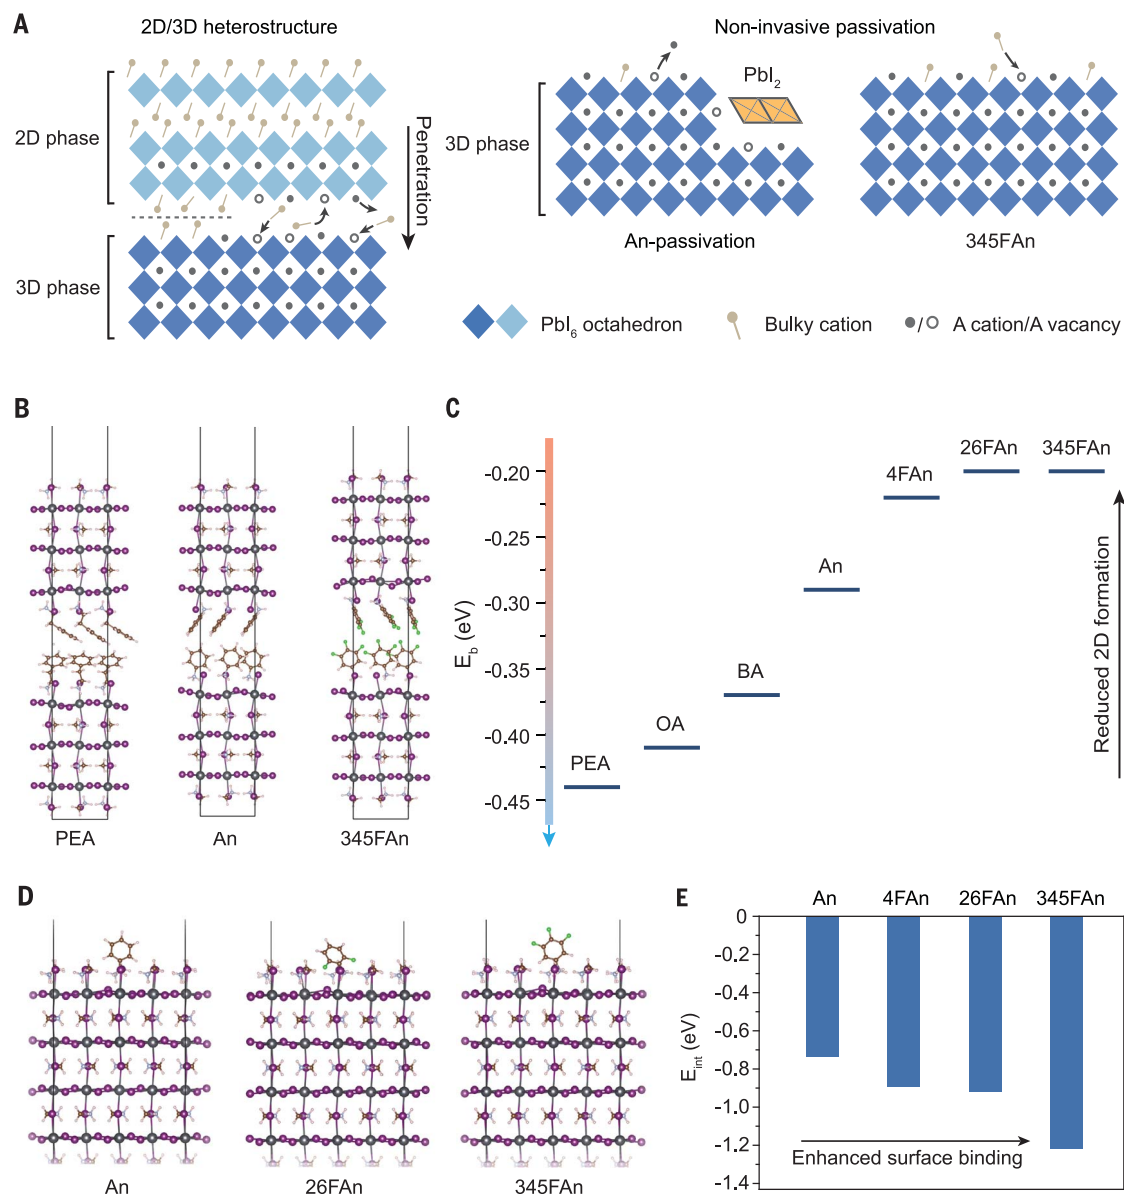 A
2D/3D heterostructure
Non-invasive passivation
2D phase
3D phase
Penetration
3D phase
PbI2
An-passivation
345FAn
PbI6 octahedron
Bulky cation
/
A cation/A vacancy
B
PEA
An
345FAn
C
Eb (eV)
-0.20
-0.25
-0.30
-0.35
-0.40
-0.45
PEA
OA
BA
An
4FAn
26FAn
345FAn
Reduced 2D formation
D
An
26FAn
345FAn
E
An
4FAn
26FAn
345FAn
Eint (eV)
0
-0.2
-0.4
-0.6
-0.8
-1.0
-1.2
-1.4
Enhanced surface binding